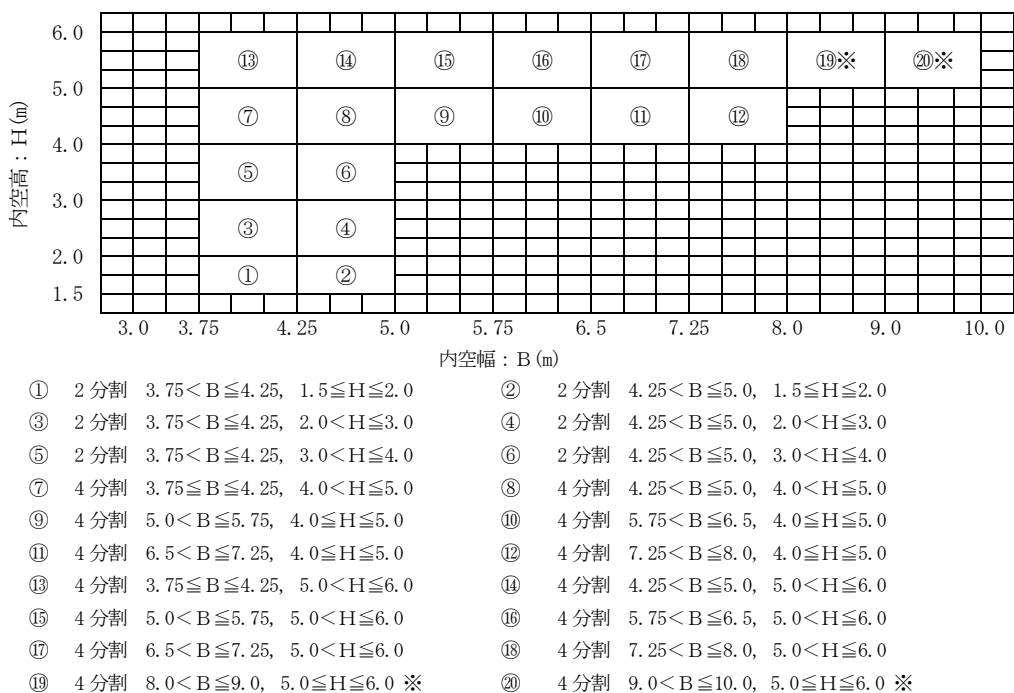 6.0
⑬ ⑭ ⑮ ⑯ ⑰ ⑱ ⑲※ ⑳※
5.0
⑦ ⑧ ⑨ ⑩ ⑪ ⑫
4.0
⑤ ⑥
3.0
③ ④
2.0
① ②
1.5
内空高：H(m)
3.0 3.75 4.25 5.0 5.75 6.5 7.25 8.0 9.0 10.0
内空幅：B(m)
① 2分割 3.75＜B≦4.25, 1.5≦H≦2.0 ② 2分割 4.25＜B≦5.0, 1.5≦H≦2.0
③ 2分割 3.75＜B≦4.25, 2.0＜H≦3.0 ④ 2分割 4.25＜B≦5.0, 2.0＜H≦3.0
⑤ 2分割 3.75＜B≦4.25, 3.0＜H≦4.0 ⑥ 2分割 4.25＜B≦5.0, 3.0＜H≦4.0
⑦ 4分割 3.75≦B≦4.25, 4.0＜H≦5.0 ⑧ 4分割 4.25＜B≦5.0, 4.0＜H≦5.0
⑨ 4分割 5.0＜B≦5.75, 4.0≦H≦5.0 ⑩ 4分割 5.75＜B≦6.5, 4.0≦H≦5.0
⑪ 4分割 6.5＜B≦7.25, 4.0≦H≦5.0 ⑫ 4分割 7.25＜B≦8.0, 4.0≦H≦5.0
⑬ 4分割 3.75≦B≦4.25, 5.0＜H≦6.0 ⑭ 4分割 4.25＜B≦5.0, 5.0＜H≦6.0
⑮ 4分割 5.0＜B≦5.75, 5.0＜H≦6.0 ⑯ 4分割 5.75＜B≦6.5, 5.0＜H≦6.0
⑰ 4分割 6.5＜B≦7.25, 5.0＜H≦6.0 ⑱ 4分割 7.25＜B≦8.0, 5.0＜H≦6.0
⑲ 4分割 8.0＜B≦9.0, 5.0≦H≦6.0 ※ ⑳ 4分割 9.0＜B≦10.0, 5.0≦H≦6.0 ※